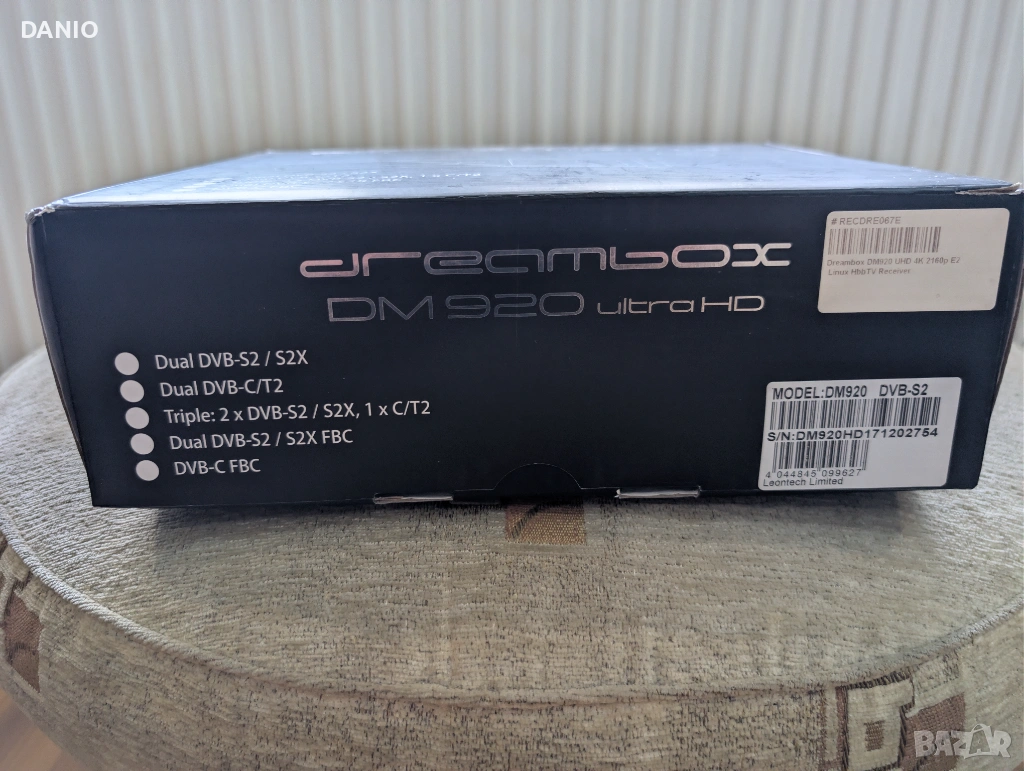 DANIO
dreambox
DM 920 ultra HD
# RECDRE067E
Dreambox DM920 UHD 4K 2160p E2
Linux HbbTV Receiver
Dual DVB-S2 / S2X
Dual DVB-C/T2
Triple: 2 x DVB-S2 / S2X, 1 x C/T2
Dual DVB-S2 / S2X FBC
DVB-C FBC
MODEL:DM920 DVB-S2
S/N:DM920HD171202754
4 044845 099627
Leontech Limited
BAZAR